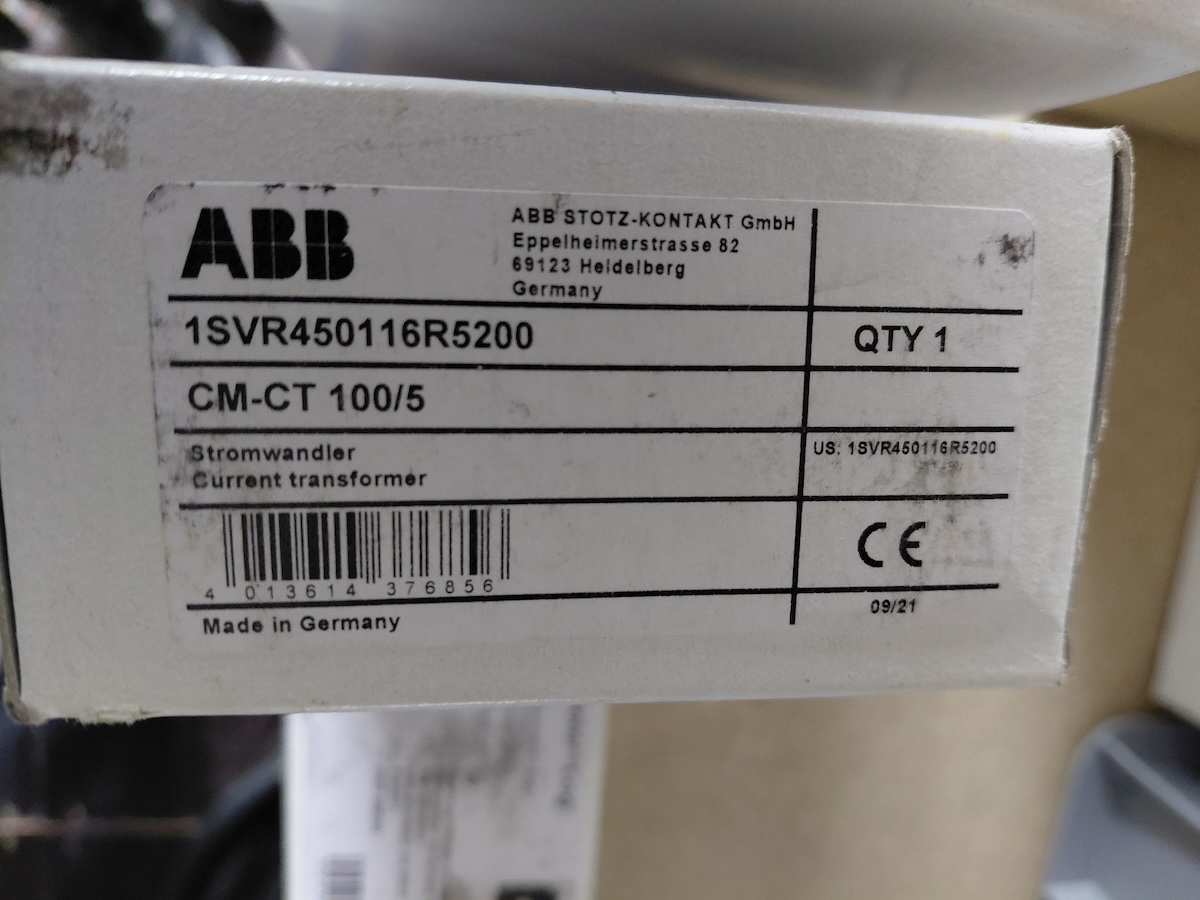 ABB
ABB STOTZ-KONTAKT GmbH
Eppelheimerstrasse 82
69123 Heidelberg
Germany
1SVR450116R5200
QTY 1
CM-CT 100/5
Stromwandler
Current transformer
US: 1SVR450116R5200
CE
4 013614 376856
Made in Germany
09/21